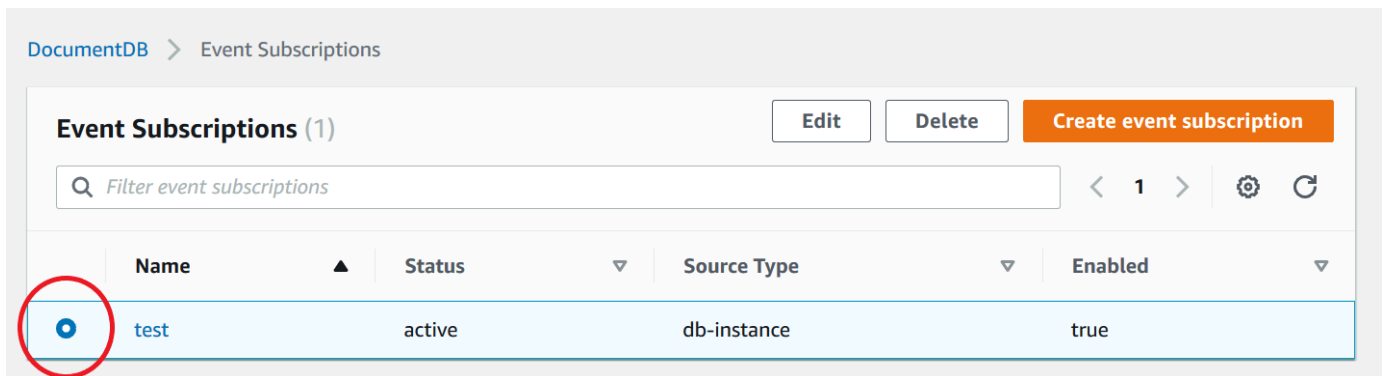 DocumentDB > Event Subscriptions
Event Subscriptions (1) Edit Delete Create event subscription
Filter event subscriptions < 1 >
Name Status Source Type Enabled
test active db-instance true